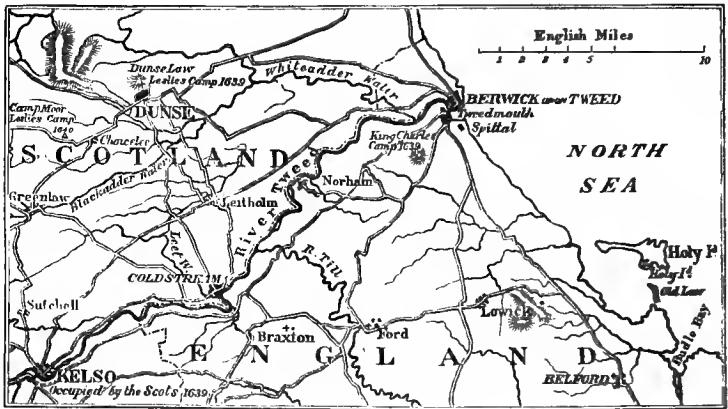 English Miles
1 2 3 4 5 10
Dunse Law
Leslies Camp 1639
Whiteadder Water
DUNSE
Camp Moor
Leslies Camp
1640
BERWICK upon TWEED
Tweedmouth
Spittal
King Charles
Camp 1639
Chancelee
SCOTLAND
NORTH
SEA
Blackadder Water
Greenlaw
Leitholm
River Tweed
Norham
Leet W.
COLDSTREAM
R. Till
Holy Id
Holy Id
Old Law
Sutchell
Lowick
Braxton
Ford
Budle Bay
ENGLAND
KELSO
Occupied by the Scots 1639
BELFORD